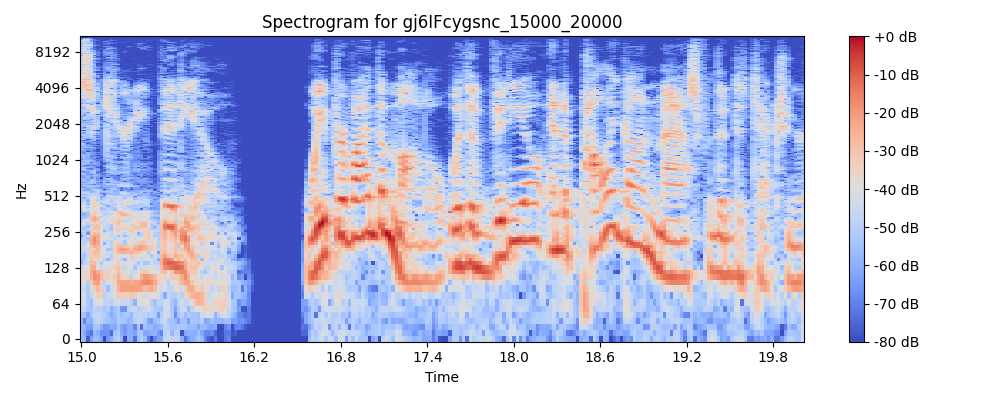 Spectrogram for gj6lFcygsnc_15000_20000
+0 dB
8192
-10 dB
4096
-20 dB
2048
-30 dB
1024
-40 dB
Hz
512
-50 dB
256
-60 dB
128
64
-70 dB
0
-80 dB
15.0 15.6 16.2 16.8 17.4 18.0 18.6 19.2 19.8
Time